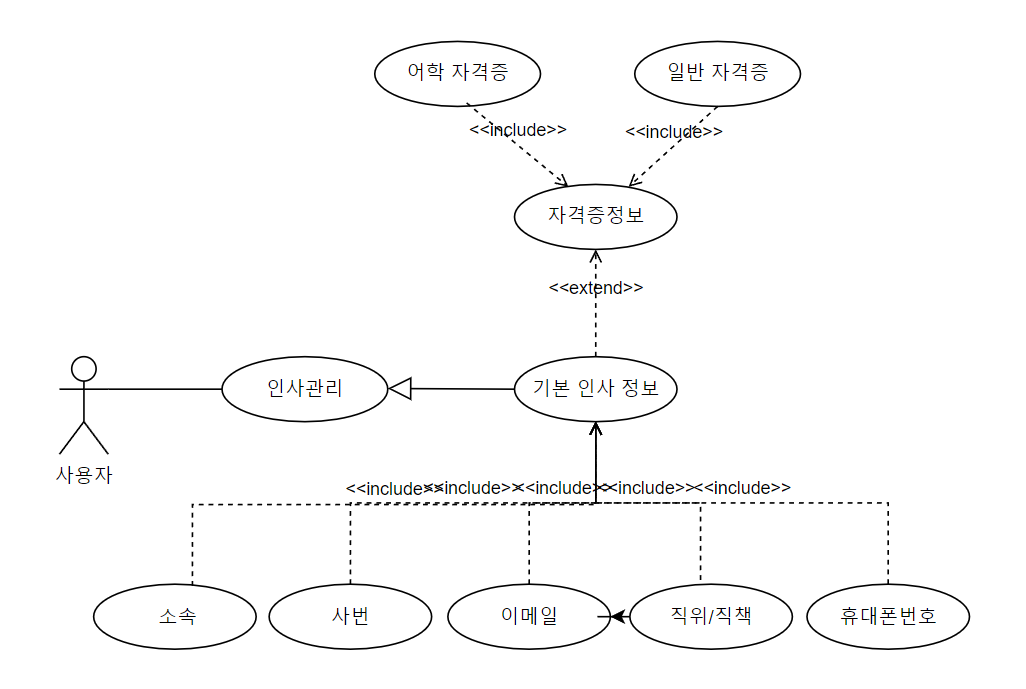 어학 자격증
일반 자격증
<<include>>
<<include>>
자격증정보
<<extend>>
인사관리
기본 인사 정보
사용자
<<include>>
<<include>>
<<include>>
<<include>>
<<include>>
소속
사번
이메일
직위/직책
휴대폰번호